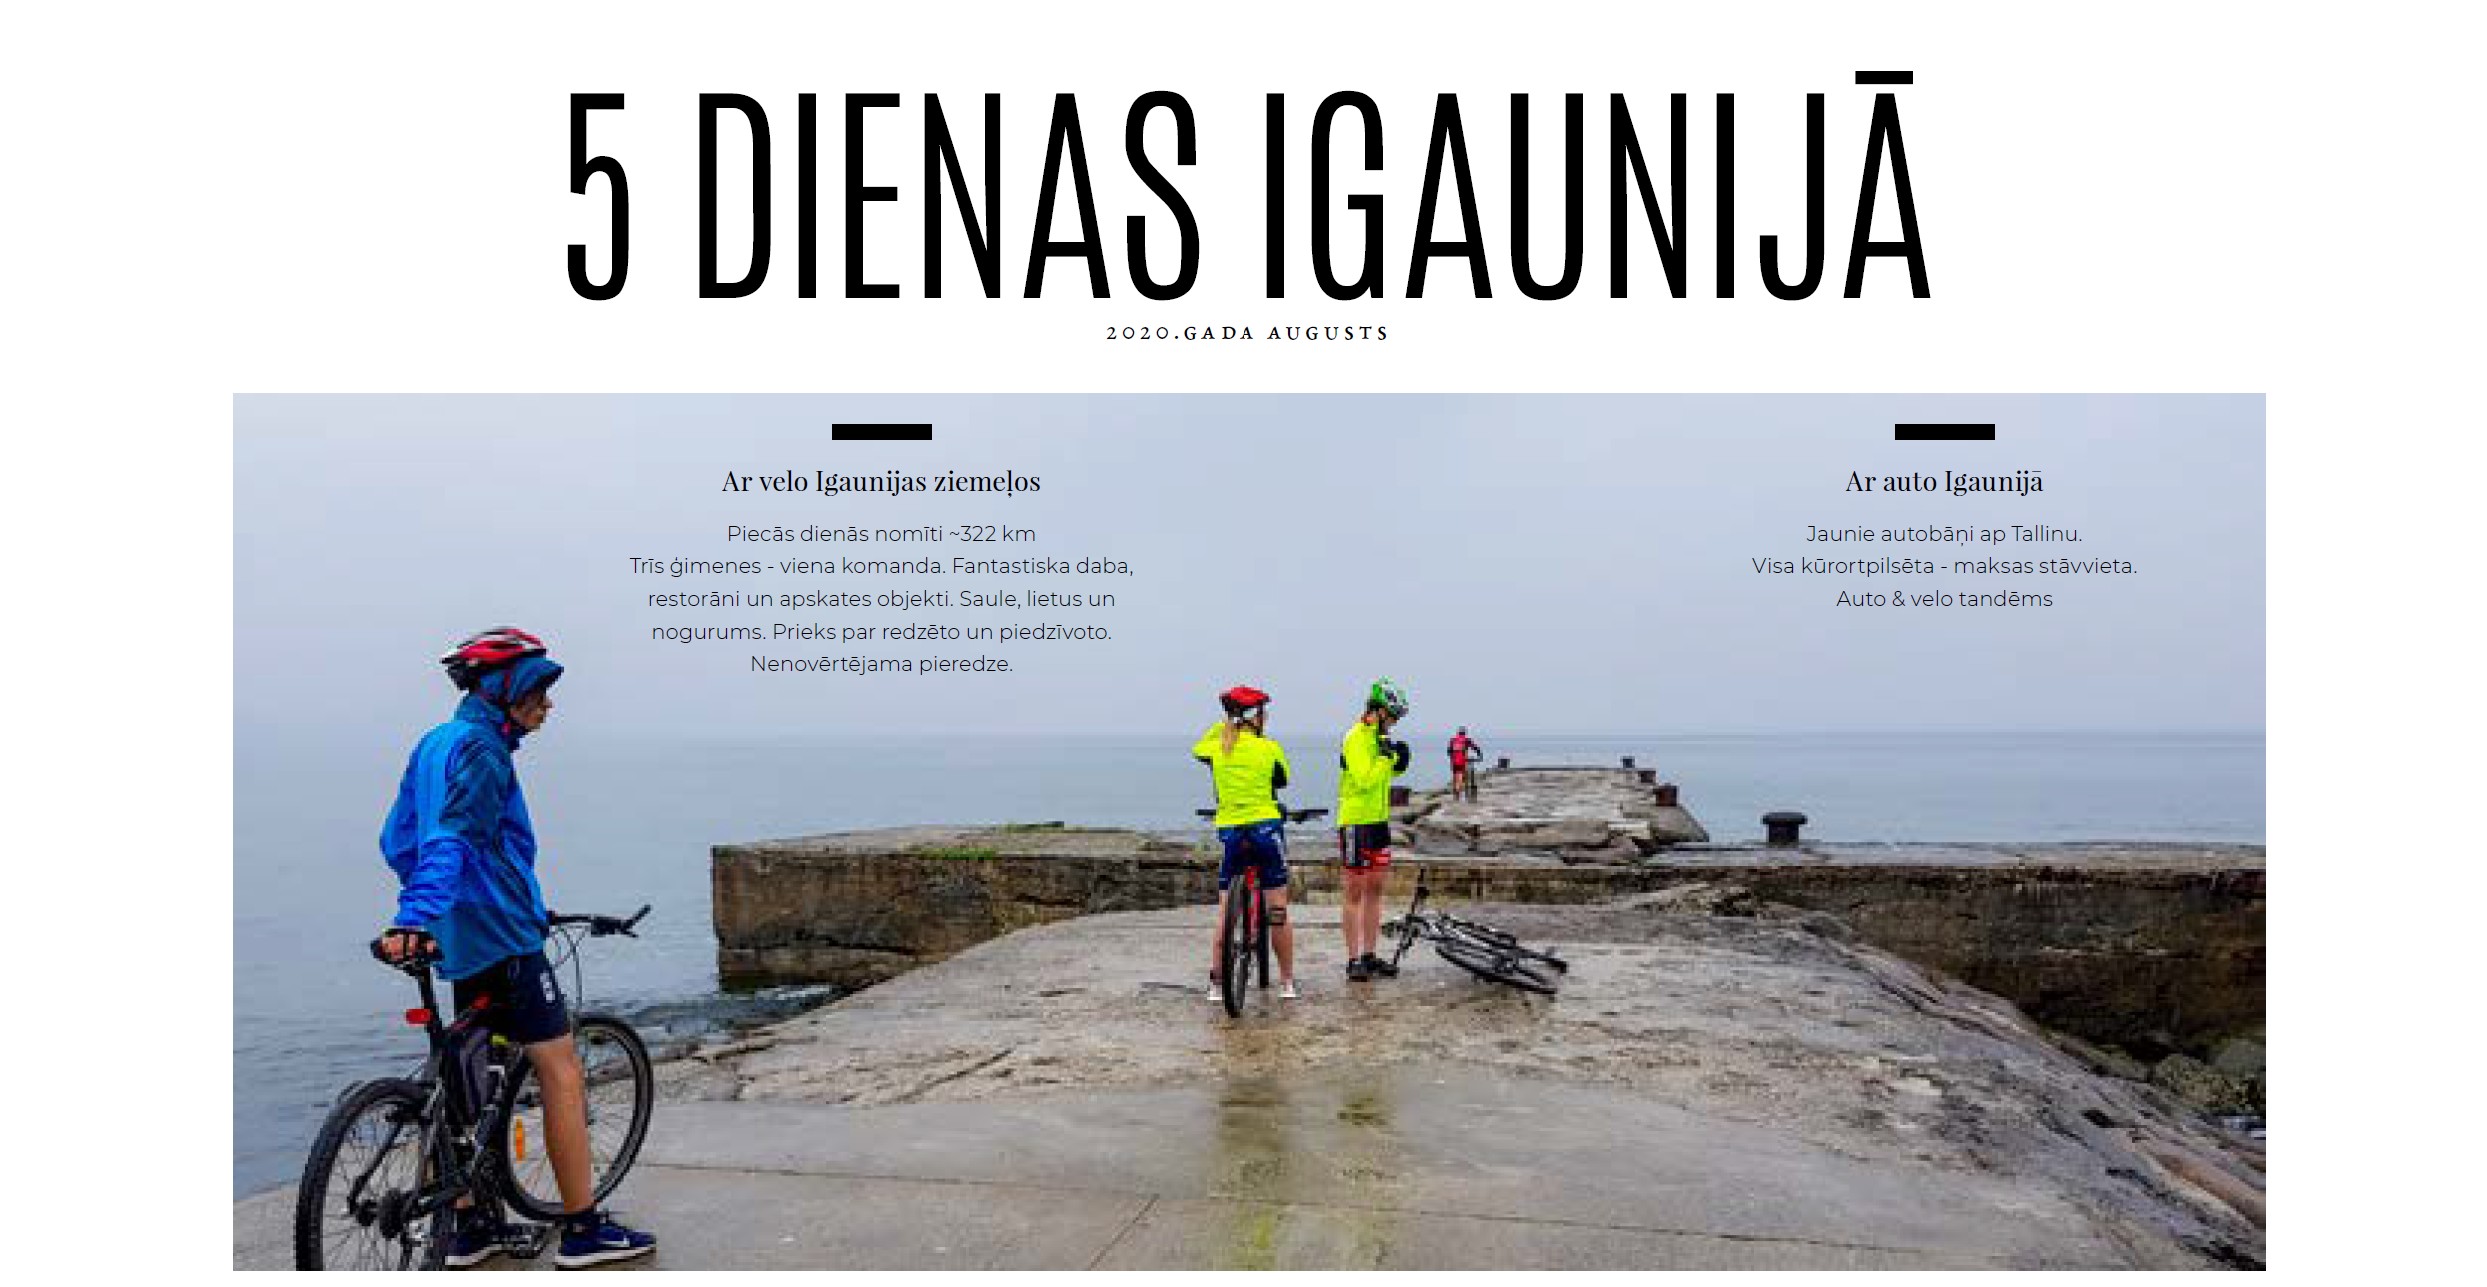 5 DIENAS IGAUNIJĀ
2020.GADA AUGUSTS
Ar velo Igaunijas ziemeļos
Piecās dienās nomīti ~322 km
Trīs ģimenes - viena komanda. Fantastiska daba,
restorāni un apskates objekti. Saule, lietus un
nogurums. Prieks par redzēto un piedzīvoto.
Nenovērtējama pieredze.
Ar auto Igaunijā
Jaunie autobāņi ap Tallinu.
Visa kūrortpilsēta - maksas stāvvieta.
Auto & velo tandēms